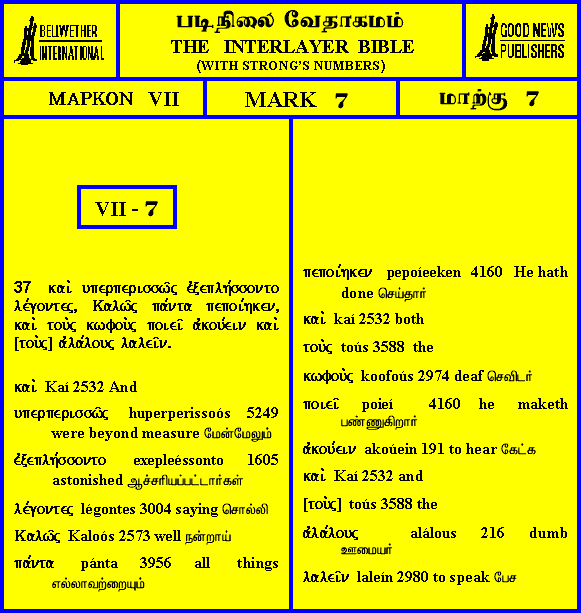 BELLWETHER
INTERNATIONAL
படிநிலை வேதாகமம்
THE INTERLAYER BIBLE
(WITH STRONG'S NUMBERS)
GOOD NEWS
PUBLISHERS
ΜΑΡΚΟΝ VII
MARK 7
மாற்கு 7
VII - 7
37 καὶ υπερπερισσῶς ἐξεπλήσσοντο
λέγοντες, Καλῶς πάντα πεποίηκεν,
καὶ τοὺς κωφοὺς ποιεῖ ἀκούειν καὶ
[τοὺς] ἀλάλους λαλεῖν.
καὶ Kaí 2532 And
υπερπερισσῶς huperperissoós 5249
were beyond measure மேன்மேலும்
ἐξεπλήσσοντο exepleéssonto 1605
astonished ஆச்சரியப்பட்டார்கள்
λέγοντες légontes 3004 saying சொல்லி
Καλῶς Kaloós 2573 well நன்றாய்
πάντα pánta 3956 all things
எல்லாவற்றையும்
πεποίηκεν pepoíeeken 4160 He hath
done செய்தார்
καὶ kaí 2532 both
τοὺς toús 3588 the
κωφοὺς koofoús 2974 deaf செவிடர்
ποιεῖ poieí 4160 he maketh
பண்ணுகிறார்
ἀκούειν akoúein 191 to hear கேட்க
καὶ Kaí 2532 and
[τοὺς] toús 3588 the
ἀλάλους alálous 216 dumb
ஊமையர்
λαλεῖν laleín 2980 to speak பேச